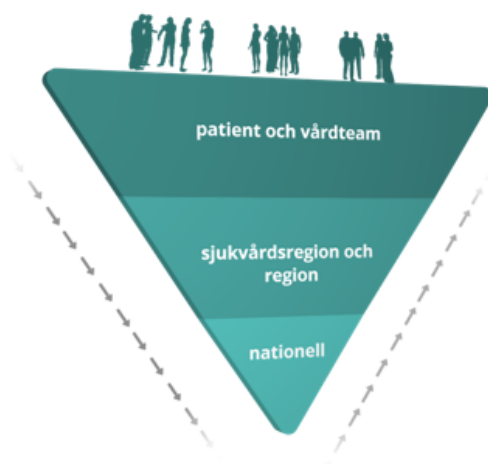 patient och vårdteam
sjukvårdsregion och
region
nationell